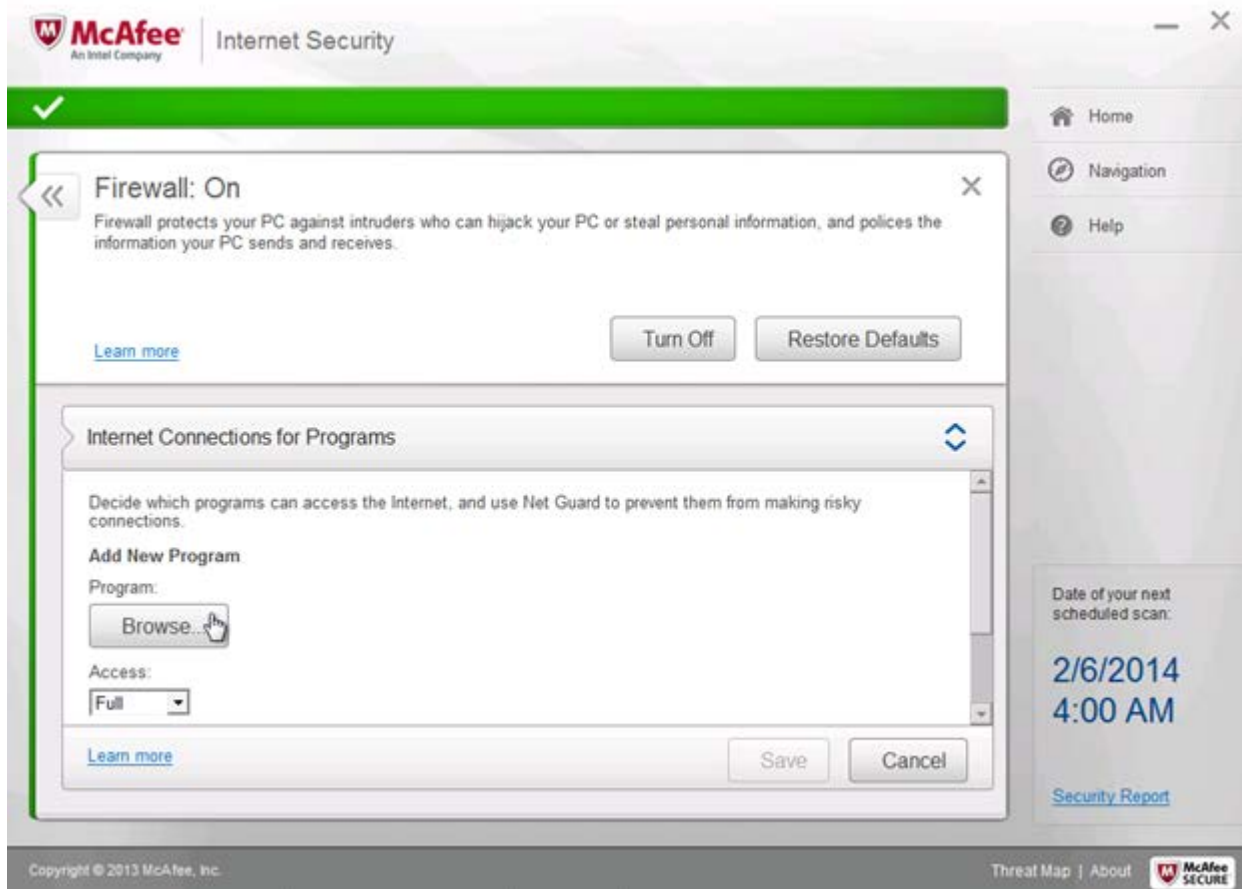 McAfee
An Intel Company
Internet Security
Home
Navigation
Help
Firewall: On
Firewall protects your PC against intruders who can hijack your PC or steal personal information, and polices the
information your PC sends and receives.
Learn more
Turn Off
Restore Defaults
Internet Connections for Programs
Decide which programs can access the Internet, and use Net Guard to prevent them from making risky
connections.
Add New Program
Program:
Browse...
Access:
Full
Learn more
Save
Cancel
Date of your next
scheduled scan:
2/6/2014
4:00 AM
Security Report
Copyright © 2013 McAfee, Inc.
Threat Map | About
McAfee
SECURE